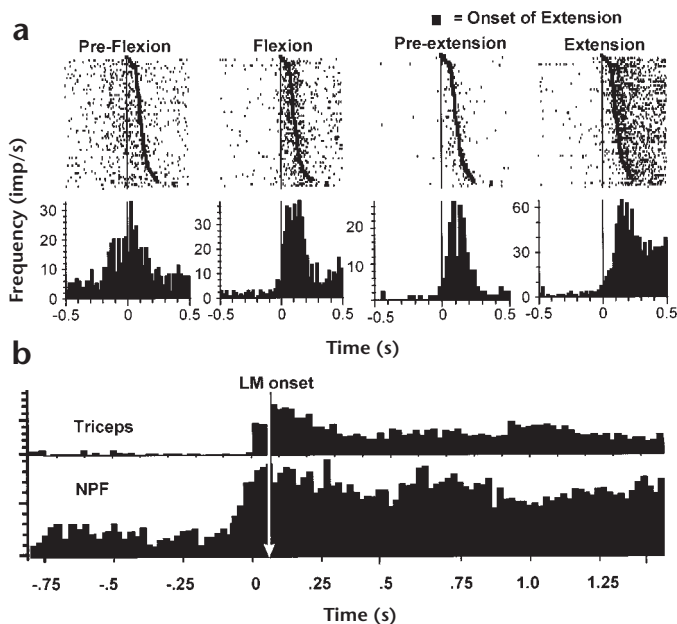 a
■ = Onset of Extension
Pre-Flexion Flexion Pre-extension Extension
Frequency (imp/s)
30 30 20 60
20 20 10 30
10 10 0
0 0
-0.5 0 0.5 -0.5 0 0.5 -0.5 0 0.5 -0.5 0 0.5
Time (s)
b
LM onset
Triceps
NPF
-.75 -.5 -.25 0 .25 .5 .75 1.0 1.25
Time (s)